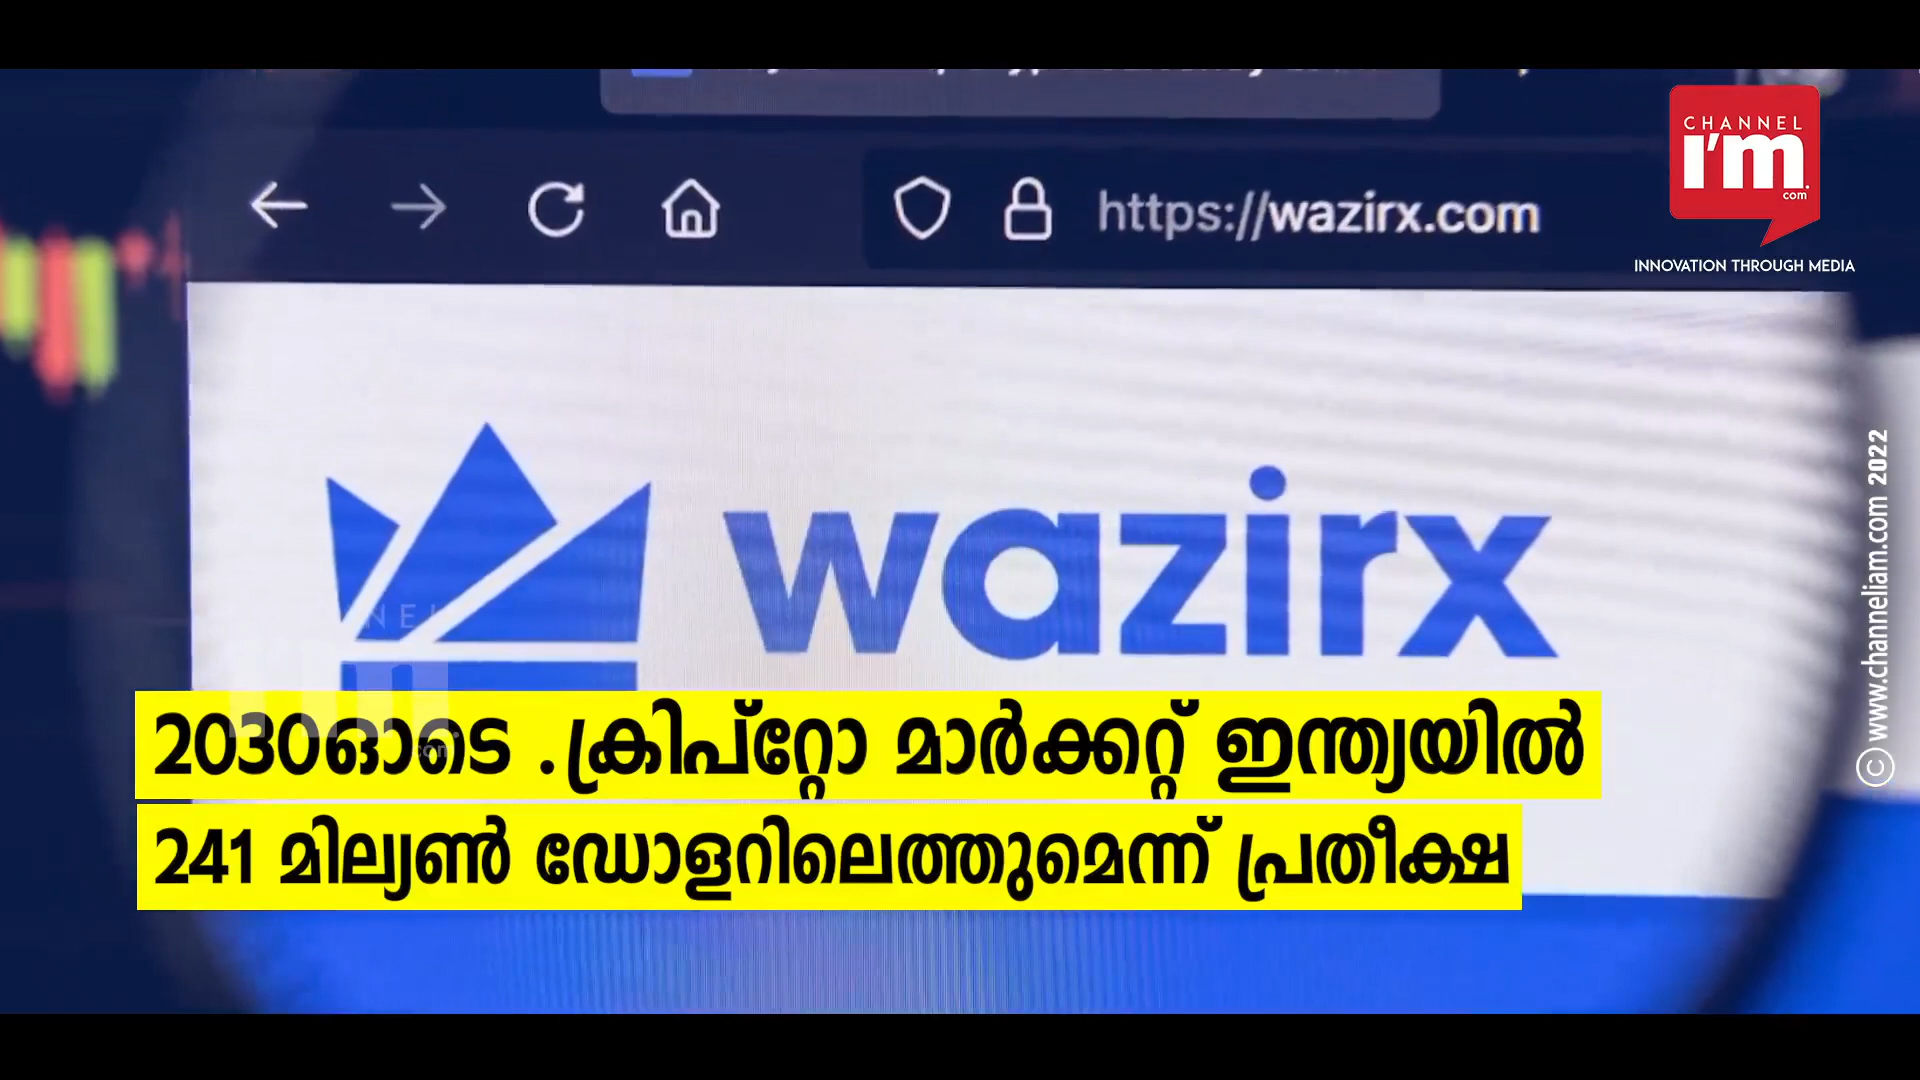 CHANNEL
I'm.
com
INNOVATION THROUGH MEDIA
https://wazirx.com
wazirx
© www.channeliam.com 2022
2030ഓടെ .ക്രിപ്റ്റോ മാർക്കറ്റ് ഇന്ത്യയിൽ
241 മില്യൺ ഡോളറിലെത്തുമെന്ന് പ്രതീക്ഷ